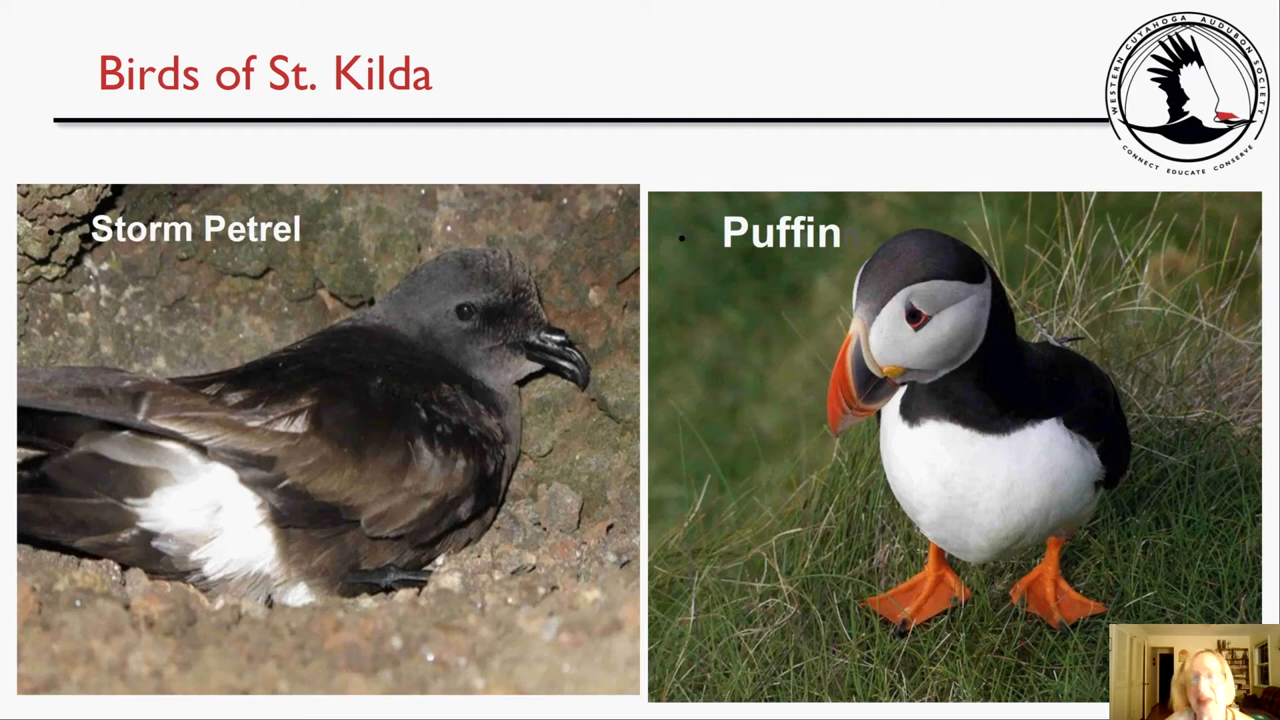 Birds of St. Kilda
WESTERN CUYAHOGA AUDUBON SOCIETY
CONNECT EDUCATE CONSERVE
Storm Petrel
Puffin